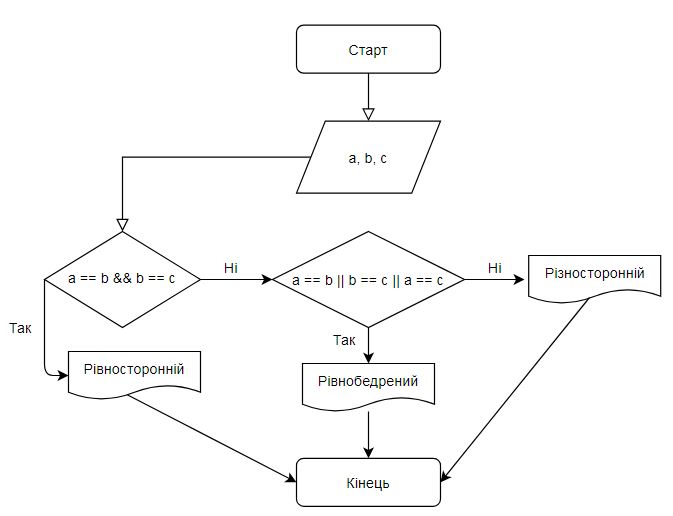 Старт
a, b, c
a == b && b == c
Ні
a == b || b == c || a == c
Ні
Різносторонній
Так
Рівносторонній
Так
Рівнобедрений
Кінець